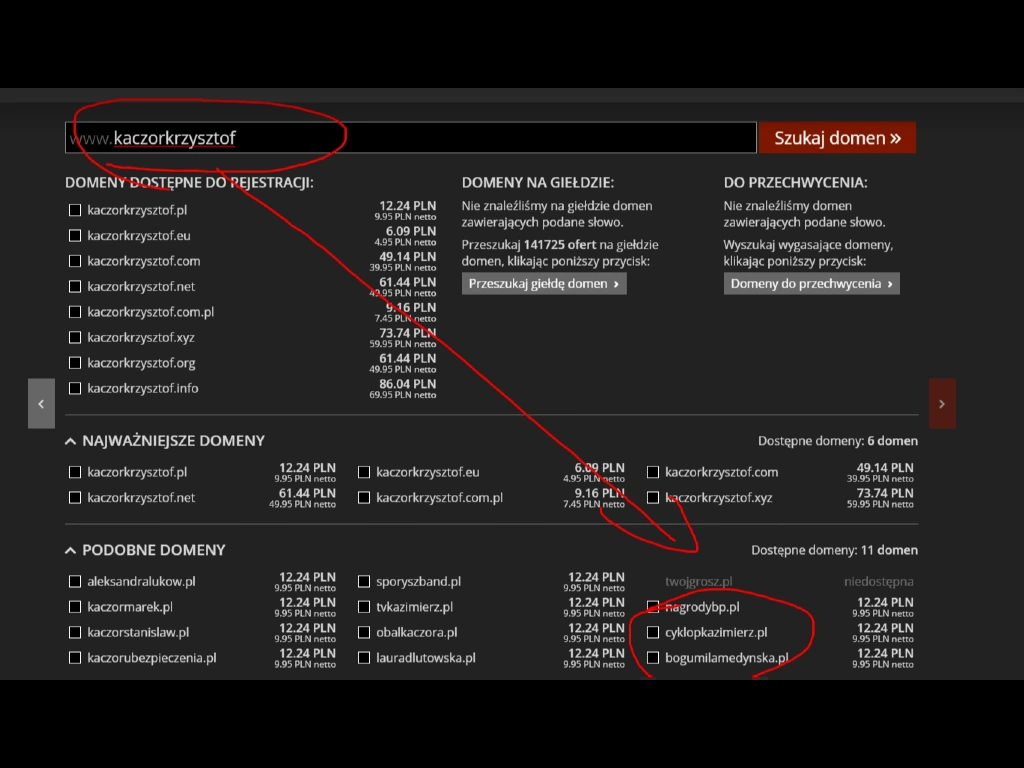 www.kaczorkrzysztof
Szukaj domen »
DOMENY DOSTĘPNE DO REJESTRACJI:
kaczorkrzysztof.pl 12.24 PLN
9.95 PLN netto
kaczorkrzysztof.eu 6.09 PLN
4.95 PLN netto
kaczorkrzysztof.com 49.14 PLN
39.95 PLN netto
kaczorkrzysztof.net 61.44 PLN
49.95 PLN netto
kaczorkrzysztof.com.pl 9.16 PLN
7.45 PLN netto
kaczorkrzysztof.xyz 73.74 PLN
59.95 PLN netto
kaczorkrzysztof.org 61.44 PLN
49.95 PLN netto
kaczorkrzysztof.info 86.04 PLN
69.95 PLN netto
DOMENY NA GIEŁDZIE:
Nie znaleźliśmy na giełdzie domen
zawierających podane słowo.
Przeszukaj 141725 ofert na giełdzie
domen, klikając poniższy przycisk:
Przeszukaj giełdę domen ›
DO PRZECHWYCENIA:
Nie znaleźliśmy domen
zawierających podane słowo.
Wyszukaj wygasające domeny,
klikając poniższy przycisk:
Domeny do przechwycenia ›
NAJWAŻNIEJSZE DOMENY Dostępne domeny: 6 domen
kaczorkrzysztof.pl 12.24 PLN kaczorkrzysztof.eu 6.09 PLN kaczorkrzysztof.com 49.14 PLN
9.95 PLN netto 4.95 PLN netto 39.95 PLN netto
kaczorkrzysztof.net 61.44 PLN kaczorkrzysztof.com.pl 9.16 PLN kaczorkrzysztof.xyz 73.74 PLN
49.95 PLN netto 7.45 PLN netto 59.95 PLN netto
PODOBNE DOMENY Dostępne domeny: 11 domen
aleksandralukow.pl 12.24 PLN sporyszband.pl 12.24 PLN twojgrosz.pl niedostępna
9.95 PLN netto 9.95 PLN netto
kaczormarek.pl 12.24 PLN tvkazimierz.pl 12.24 PLN nagrodybp.pl 12.24 PLN
9.95 PLN netto 9.95 PLN netto 9.95 PLN netto
kaczorstanislaw.pl 12.24 PLN obalkaczora.pl 12.24 PLN cyklopkazimierz.pl 12.24 PLN
9.95 PLN netto 9.95 PLN netto 9.95 PLN netto
kaczorubezpieczenia.pl 12.24 PLN lauradlutowska.pl 12.24 PLN bogumilamedynska.pl 12.24 PLN
9.95 PLN netto 9.95 PLN netto 9.95 PLN netto